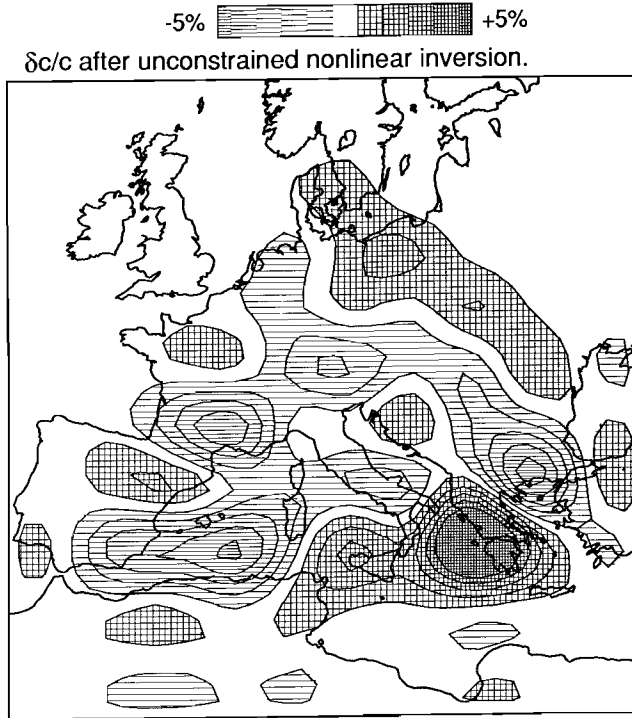 -5% +5%
δc/c after unconstrained nonlinear inversion.